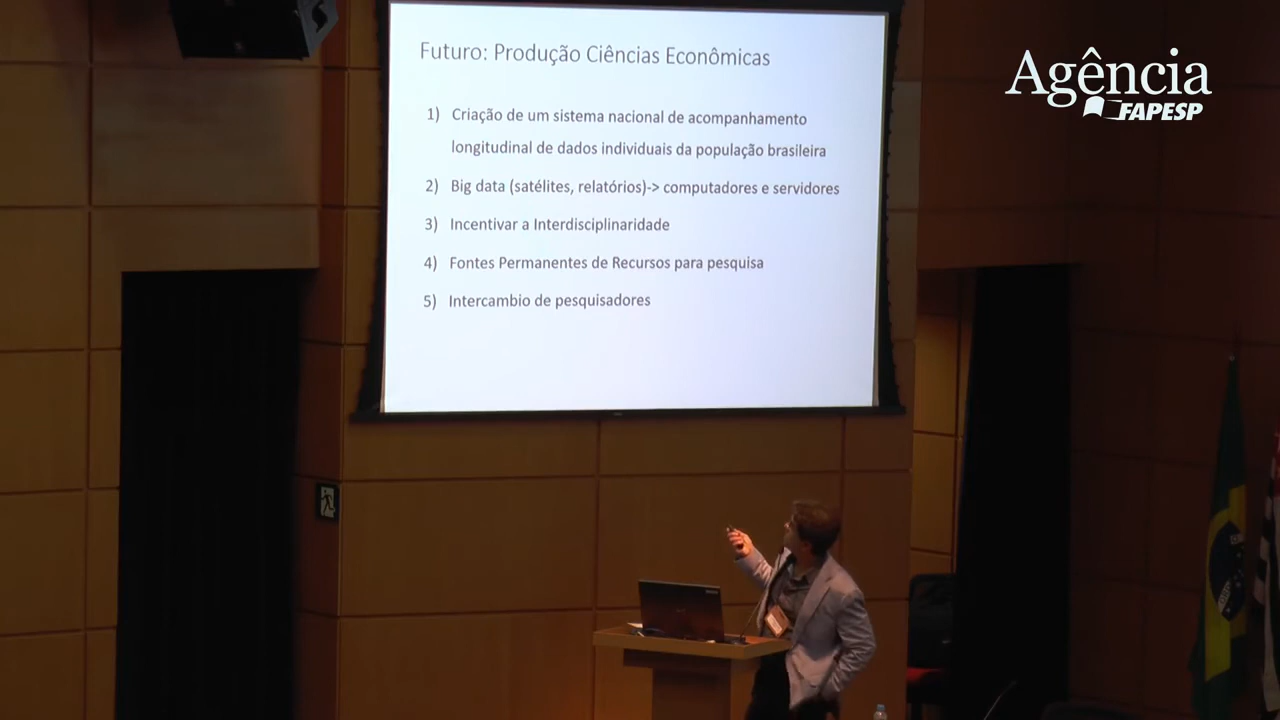 Futuro: Produção Ciências Econômicas
1) Criação de um sistema nacional de acompanhamento
longitudinal de dados individuais da população brasileira
2) Big data (satélites, relatórios)-> computadores e servidores
3) Incentivar a Interdisciplinaridade
4) Fontes Permanentes de Recursos para pesquisa
5) Intercambio de pesquisadores
Agência
FAPESP